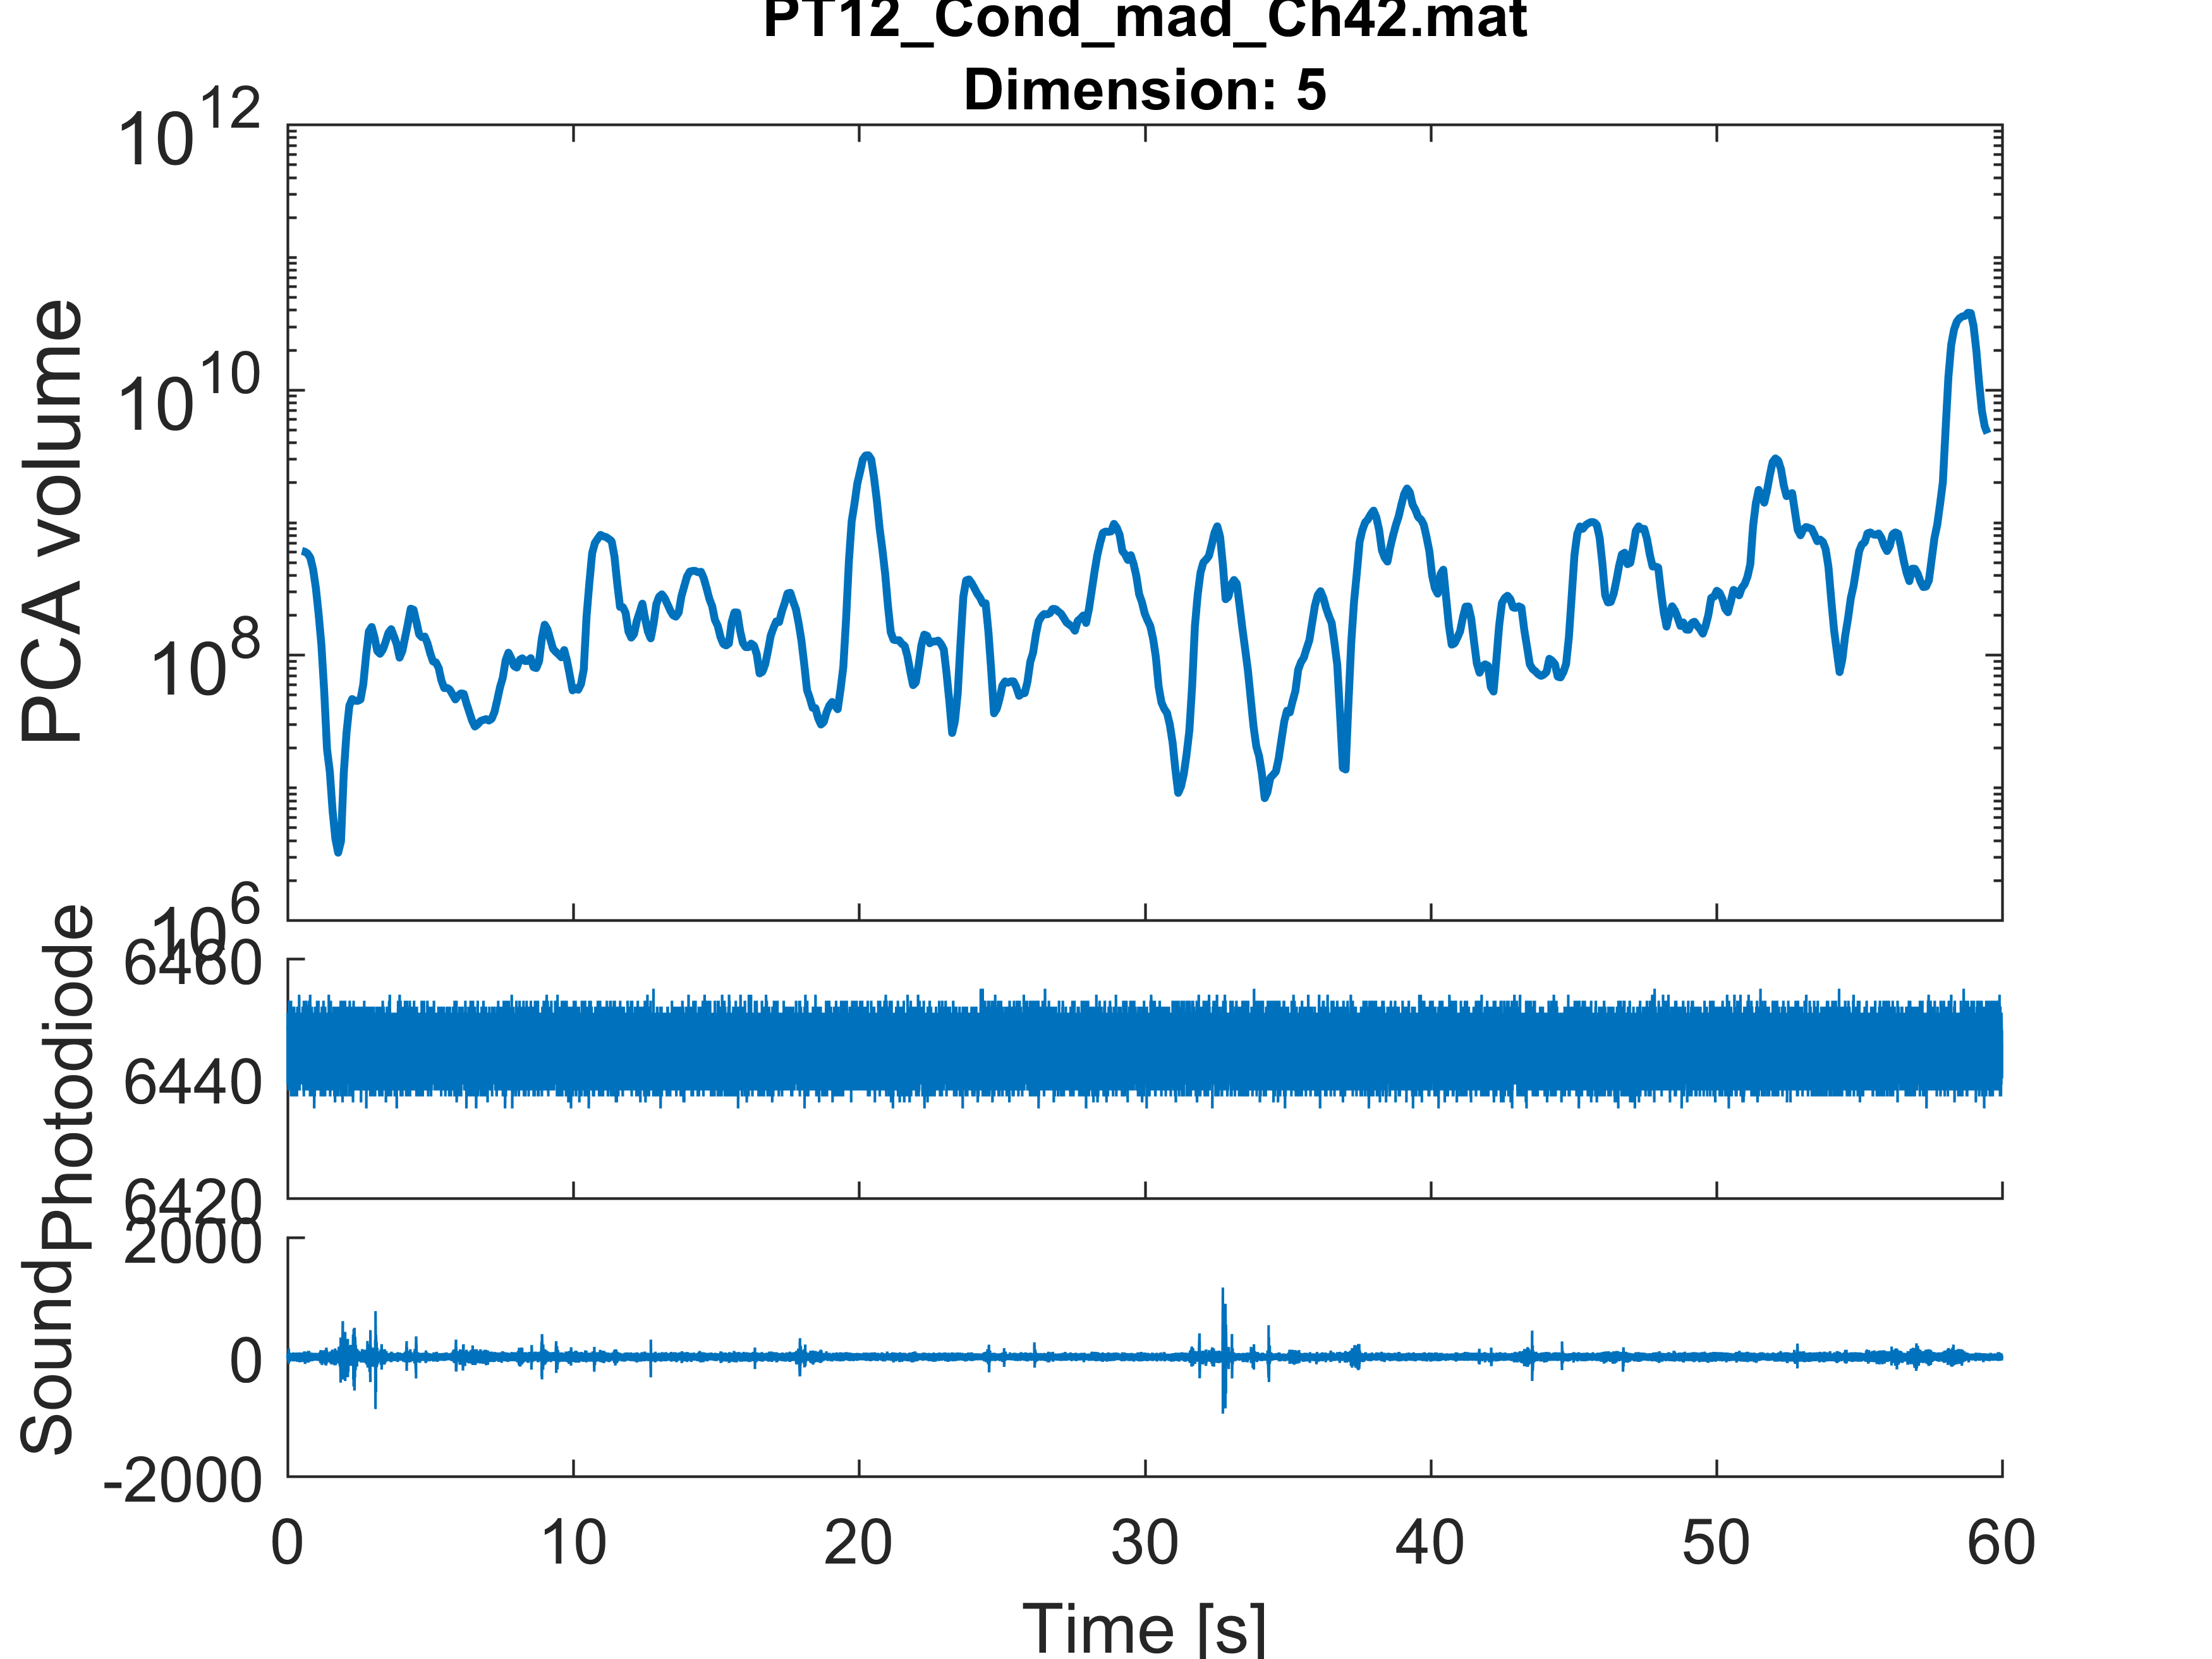 PT12_Cond_mad_Ch42.mat
Dimension: 5
PCA volume
10^12
10^10
10^8
10^6
Photodiode
6460
6440
6420
Sound
2000
0
-2000
0 10 20 30 40 50 60
Time [s]